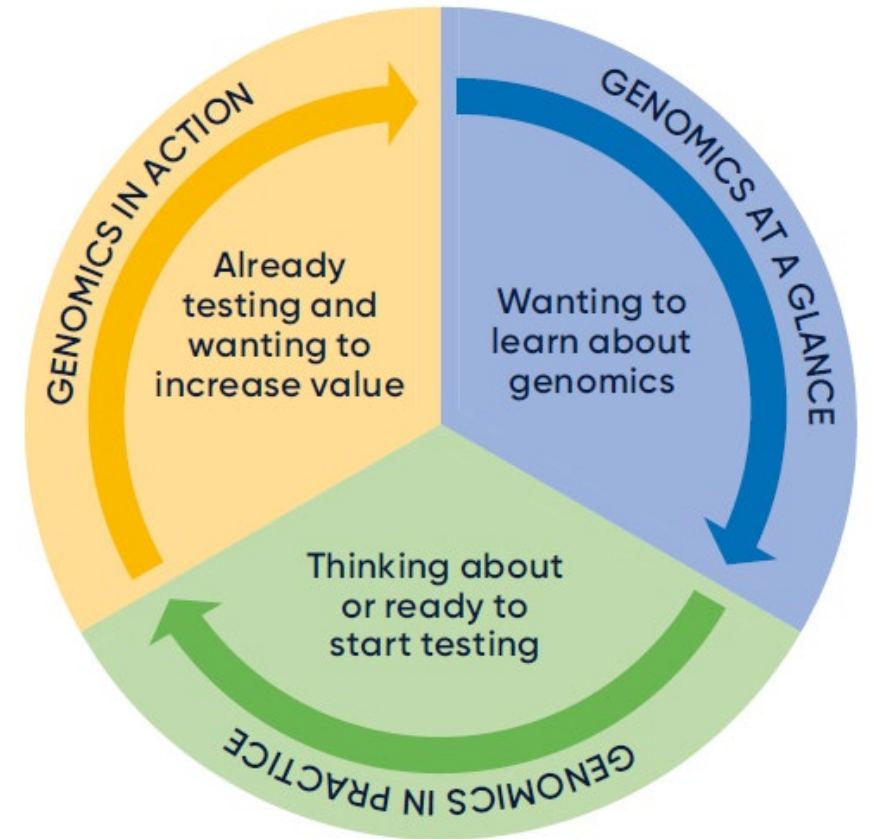 GENOMICS AT A GLANCE
Wanting to
learn about
genomics
GENOMICS IN PRACTICE
Thinking about
or ready to
start testing
GENOMICS IN ACTION
Already
testing and
wanting to
increase value